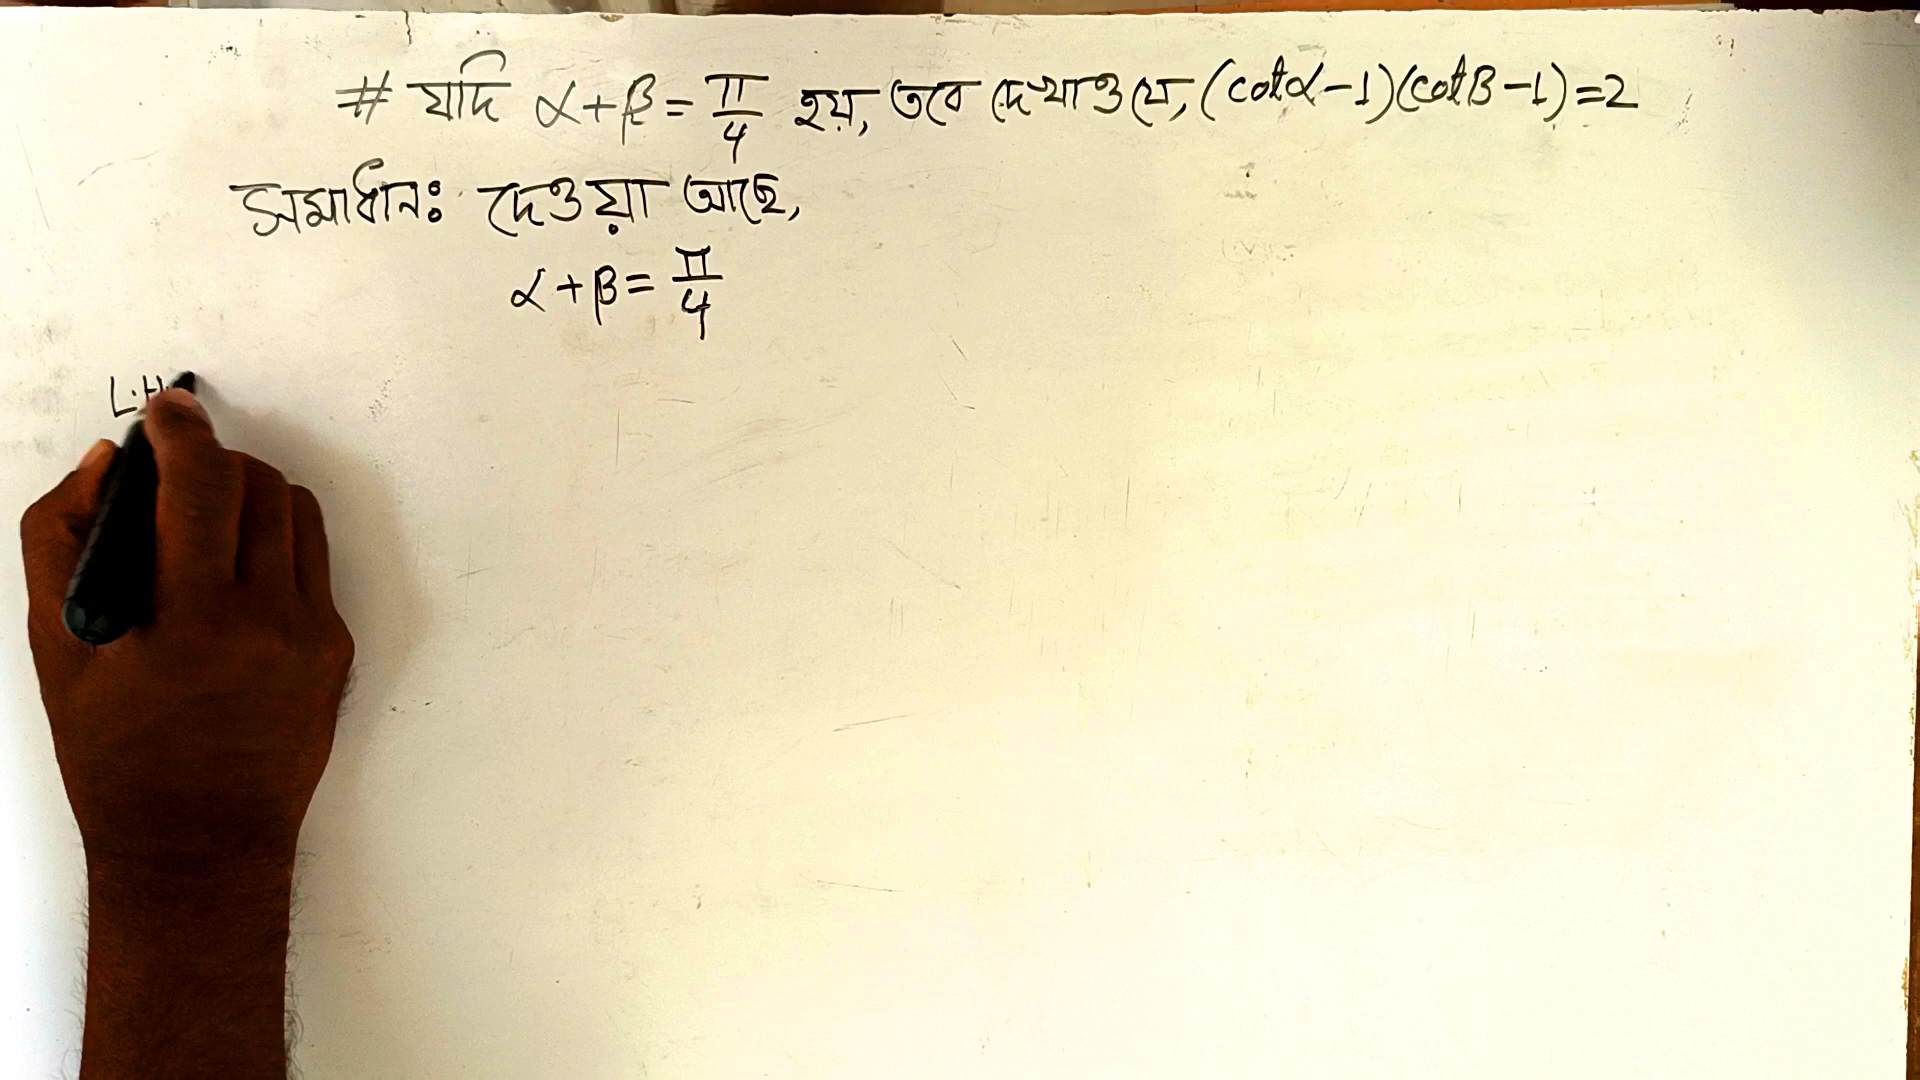 # যদি α+β = π/4 হয়, তবে দেখাও যে, (cotα-1)(cotβ-1)=2
সমাধানঃ দেওয়া আছে,
α+β = π/4
L.H